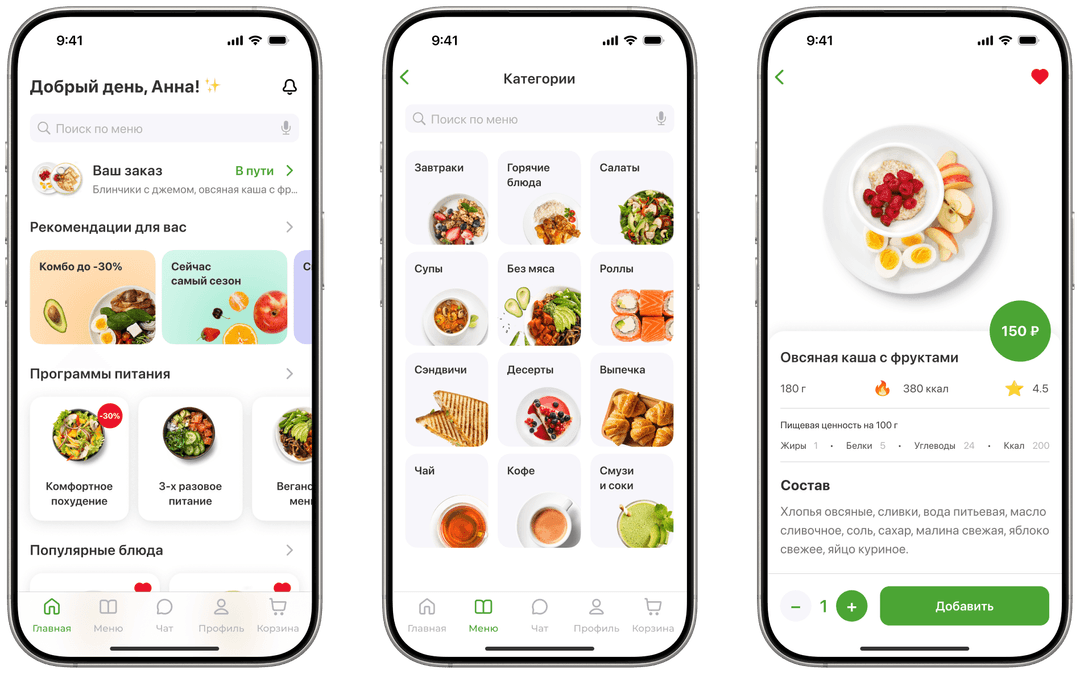 9:41
Добрый день, Анна! ✨
Поиск по меню
Ваш заказ
В пути
Блинчики с джемом, овсяная каша с фр...
Рекомендации для вас
Комбо до -30%
Сейчас
самый сезон
С
Программы питания
-30%
Комфортное
похудение
3-х разовое
питание
Веганс
мен
Популярные блюда
Главная
Меню
Чат
Профиль
Корзина
9:41
Категории
Поиск по меню
Завтраки
Горячие
блюда
Салаты
Супы
Без мяса
Роллы
Сэндвичи
Десерты
Выпечка
Чай
Кофе
Смузи
и соки
Главная
Меню
Чат
Профиль
Корзина
9:41
150 ₽
Овсяная каша с фруктами
180 г
🔥 380 ккал
⭐ 4.5
Пищевая ценность на 100 г
Жиры 1 • Белки 5 • Углеводы 24 • Ккал 200
Состав
Хлопья овсяные, сливки, вода питьевая, масло
сливочное, соль, сахар, малина свежая, яблоко
свежее, яйцо куриное.
− 1 +
Добавить